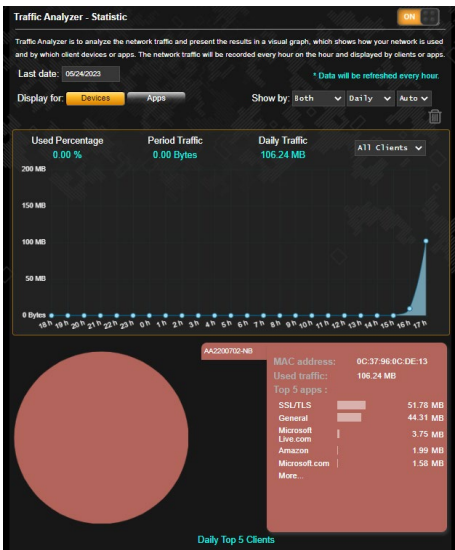 Traffic Analyzer - Statistic
ON
Traffic Analyzer is to analyze the network traffic and present the results in a visual graph, which shows how your network is used
and by which client devices or apps. The network traffic will be recorded every hour on the hour and displayed by clients or apps.
Last date: 05/24/2023
* Data will be refreshed every hour.
Display for: Devices Apps Show by: Both Daily Auto
Used Percentage Period Traffic Daily Traffic All Clients
0.00 % 0.00 Bytes 106.24 MB
200 MB
150 MB
100 MB
50 MB
0 Bytes
18 h 19 h 20 h 21 h 22 h 23 h 0 h 1 h 2 h 3 h 4 h 5 h 6 h 7 h 8 h 9 h 10 h 11 h 12 h 13 h 14 h 15 h 16 h 17 h
AA2200702-NB
MAC address: 0C:37:96:0C:DE:13
Used traffic: 106.24 MB
Top 5 apps :
SSL/TLS 51.78 MB
General 44.31 MB
Microsoft
Live.com 3.75 MB
Amazon 1.99 MB
Microsoft.com 1.58 MB
More...
Daily Top 5 Clients